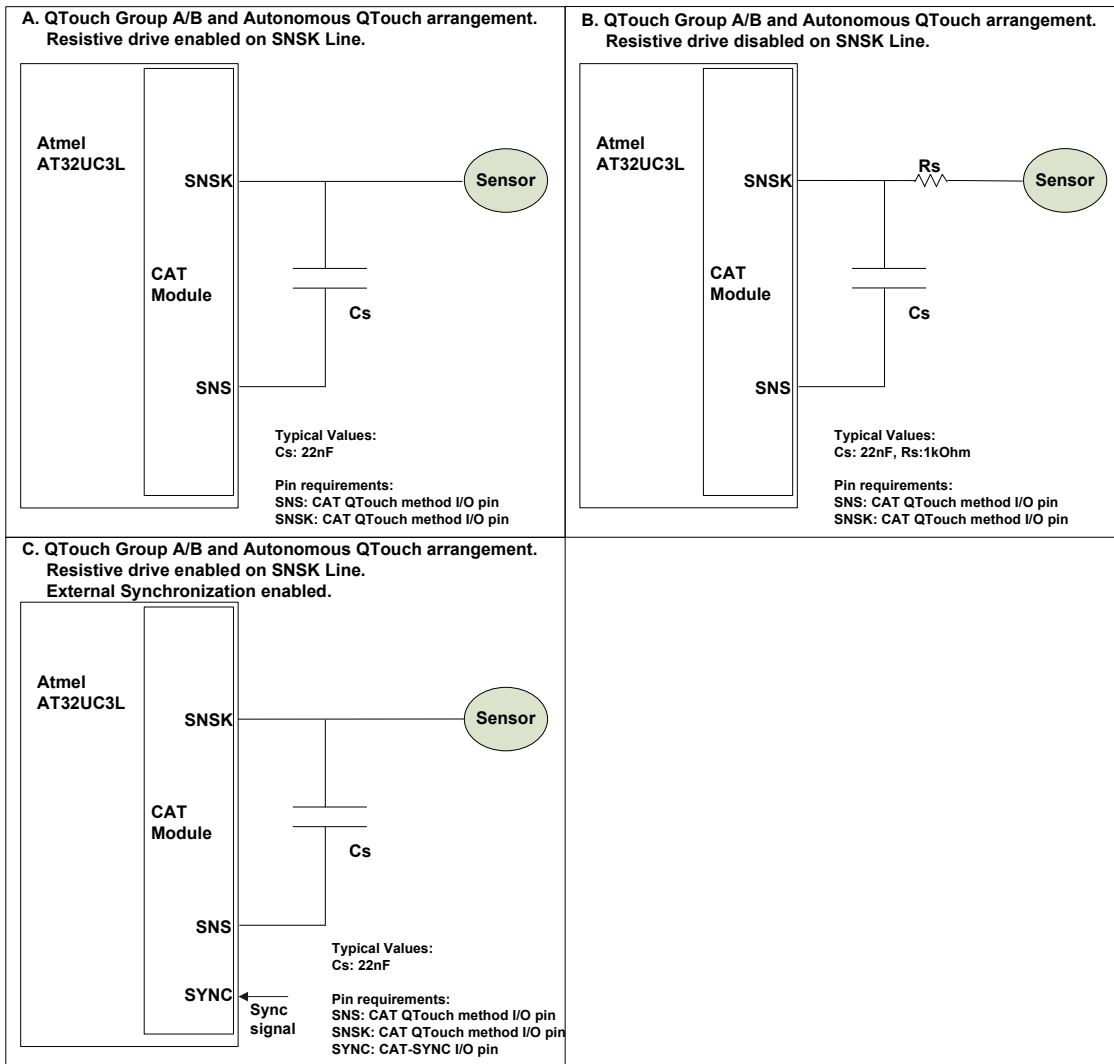 A. QTouch Group A/B and Autonomous QTouch arrangement.
Resistive drive enabled on SNSK Line.
Atmel
AT32UC3L
SNSK
Sensor
CAT
Module
Cs
SNS
Typical Values:
Cs: 22nF
Pin requirements:
SNS: CAT QTouch method I/O pin
SNSK: CAT QTouch method I/O pin
B. QTouch Group A/B and Autonomous QTouch arrangement.
Resistive drive disabled on SNSK Line.
Atmel
AT32UC3L
SNSK
Rs
Sensor
CAT
Module
Cs
SNS
Typical Values:
Cs: 22nF, Rs:1kOhm
Pin requirements:
SNS: CAT QTouch method I/O pin
SNSK: CAT QTouch method I/O pin
C. QTouch Group A/B and Autonomous QTouch arrangement.
Resistive drive enabled on SNSK Line.
External Synchronization enabled.
Atmel
AT32UC3L
SNSK
Sensor
CAT
Module
Cs
SNS
SYNC
Sync
signal
Typical Values:
Cs: 22nF
Pin requirements:
SNS: CAT QTouch method I/O pin
SNSK: CAT QTouch method I/O pin
SYNC: CAT-SYNC I/O pin